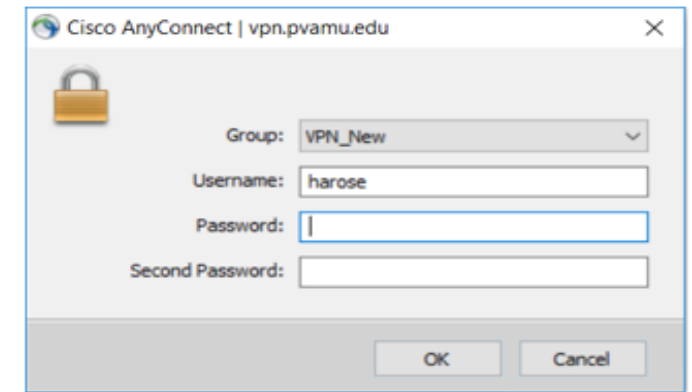 Cisco AnyConnect | vpn.pvamu.edu
Group: VPN_New
Username: harose
Password:
Second Password:
OK Cancel